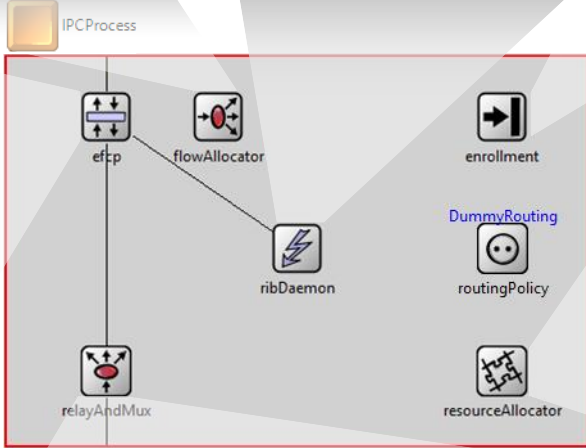 IPCProcess
efcp
flowAllocator
enrollment
DummyRouting
ribDaemon
routingPolicy
relayAndMux
resourceAllocator